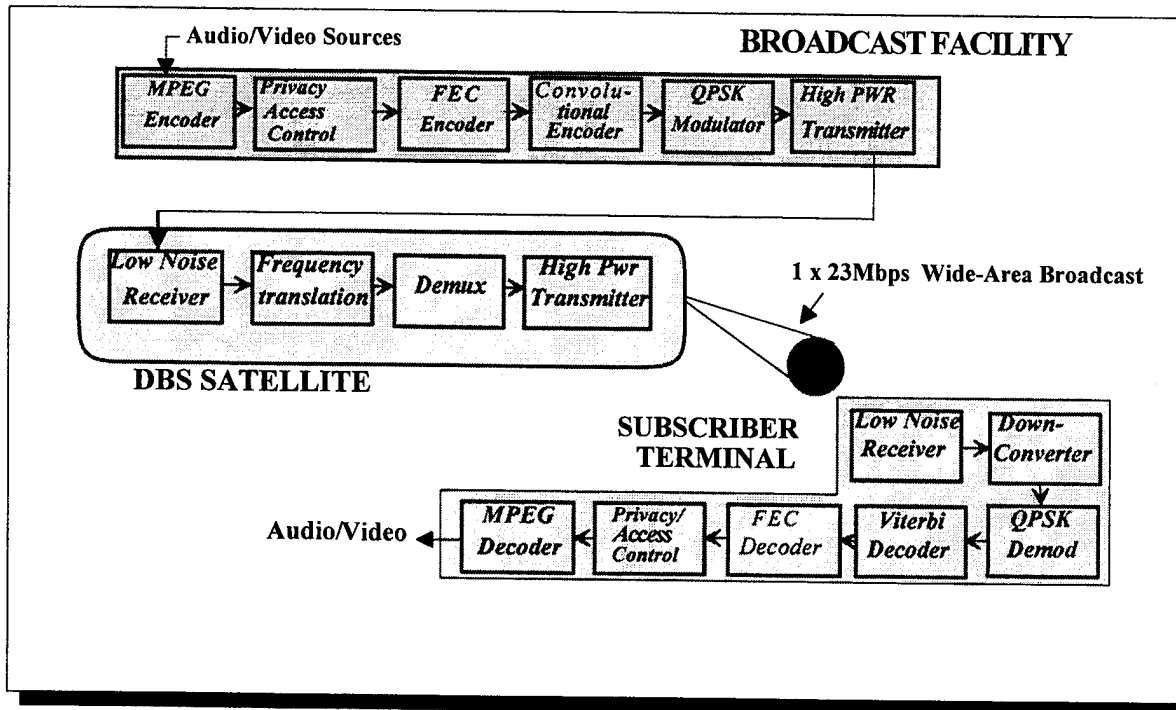 Audio/Video Sources
BROADCAST FACILITY
MPEG
Encoder
Privacy
Access
Control
FEC
Encoder
Convolu-
tional
Encoder
QPSK
Modulator
High PWR
Transmitter
Low Noise
Receiver
Frequency
translation
Demux
High Pwr
Transmitter
1 x 23Mbps Wide-Area Broadcast
DBS SATELLITE
SUBSCRIBER
TERMINAL
Low Noise
Receiver
Down-
Converter
Audio/Video
MPEG
Decoder
Privacy/
Access
Control
FEC
Decoder
Viterbi
Decoder
QPSK
Demod